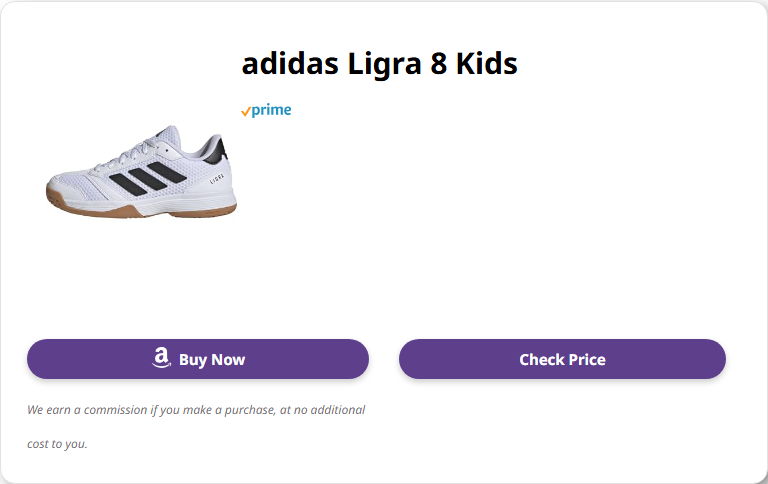 adidas Ligra 8 Kids
prime
LIGRA
Buy Now
Check Price
We earn a commission if you make a purchase, at no additional
cost to you.